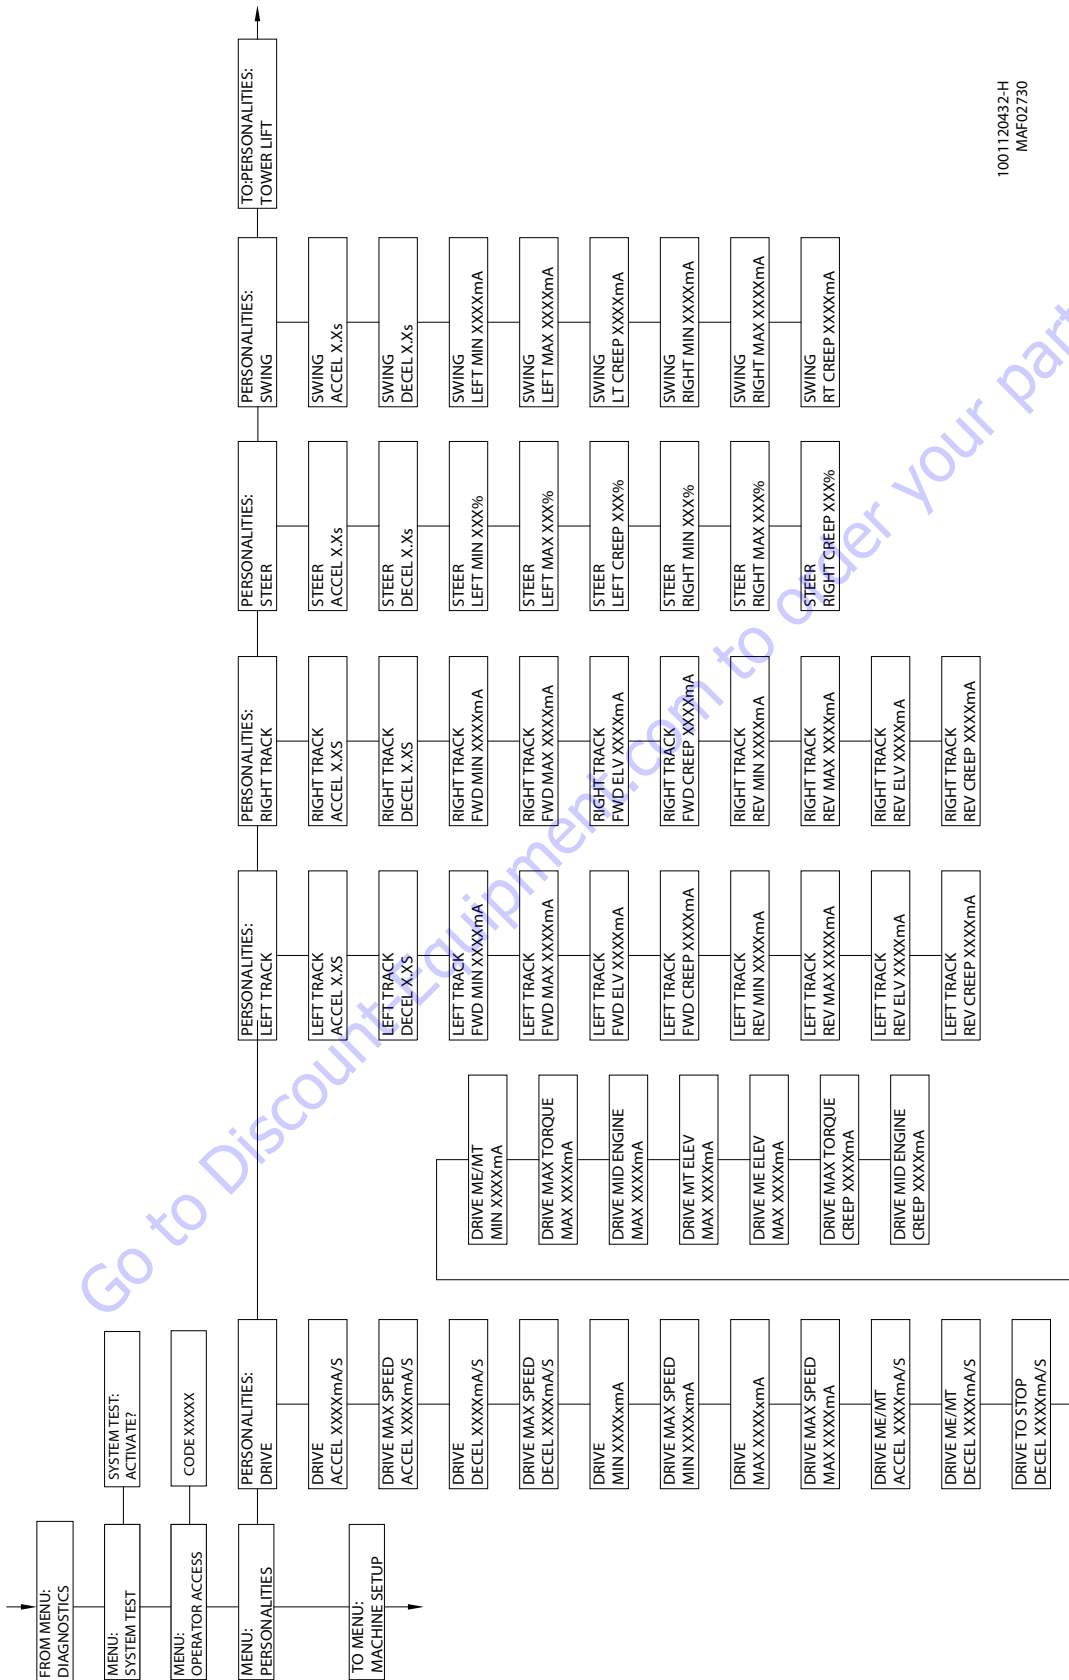 FROM MENU:
DIAGNOSTICS
MENU:
SYSTEM TEST
SYSTEM TEST:
ACTIVATE?
MENU:
OPERATOR ACCESS
CODE XXXXX
MENU:
PERSONALITIES
TO MENU:
MACHINE SETUP
PERSONALITIES:
DRIVE
DRIVE
ACCEL XXXXmA/S
DRIVE MAX SPEED
ACCEL XXXXmA/S
DRIVE
DECEL XXXXmA/S
DRIVE MAX SPEED
DECEL XXXXmA/S
DRIVE
MIN XXXXxmA
DRIVE MAX SPEED
MIN XXXXxmA
DRIVE
MAX XXXXxmA
DRIVE MAX SPEED
MAX XXXXmA
DRIVE ME/MT
ACCEL XXXXmA/S
DRIVE ME/MT
DECEL XXXXmA/S
DRIVE TO STOP
DECEL XXXXmA/S
DRIVE ME/MT
MIN XXXXmA
DRIVE MAX TORQUE
MAX XXXXmA
DRIVE MID ENGINE
MAX XXXXmA
DRIVE MT ELEV
MAX XXXXmA
DRIVE ME ELEV
MAX XXXXmA
DRIVE MAX TORQUE
CREEP XXXXmA
DRIVE MID ENGINE
CREEP XXXXmA
PERSONALITIES:
LEFT TRACK
LEFT TRACK
ACCEL X.XS
LEFT TRACK
DECEL X.XS
LEFT TRACK
FWD MIN XXXXmA
LEFT TRACK
FWD MAX XXXXmA
LEFT TRACK
FWD ELV XXXXmA
LEFT TRACK
FWD CREEP XXXXmA
LEFT TRACK
REV MIN XXXXmA
LEFT TRACK
REV MAX XXXXmA
LEFT TRACK
REV ELV XXXXmA
LEFT TRACK
REV CREEP XXXXmA
PERSONALITIES:
RIGHT TRACK
RIGHT TRACK
ACCEL X.XS
RIGHT TRACK
DECEL X.XS
RIGHT TRACK
FWD MIN XXXXmA
RIGHT TRACK
FWD MAX XXXXmA
RIGHT TRACK
FWD ELV XXXXmA
RIGHT TRACK
FWD CREEP XXXXmA
RIGHT TRACK
REV MIN XXXXmA
RIGHT TRACK
REV MAX XXXXmA
RIGHT TRACK
REV ELV XXXXmA
RIGHT TRACK
REV CREEP XXXXmA
PERSONALITIES:
STEER
STEER
ACCEL X.Xs
STEER
DECEL X.Xs
STEER
LEFT MIN XXX%
STEER
LEFT MAX XXX%
STEER
LEFT CREEP XXX%
STEER
RIGHT MIN XXX%
STEER
RIGHT MAX XXX%
STEER
RIGHT CREEP XXX%
PERSONALITIES:
SWING
SWING
ACCEL X.Xs
SWING
DECEL X.Xs
SWING
LEFT MIN XXXXmA
SWING
LEFT MAX XXXXmA
SWING
LT CREEP XXXXmA
SWING
RIGHT MIN XXXXmA
SWING
RIGHT MAX XXXXmA
SWING
RT CREEP XXXXmA
TO:PERSONALITIES:
TOWER LIFT
1001120432-H
MAF02730
Go to Discount-Equipment.com to order your part